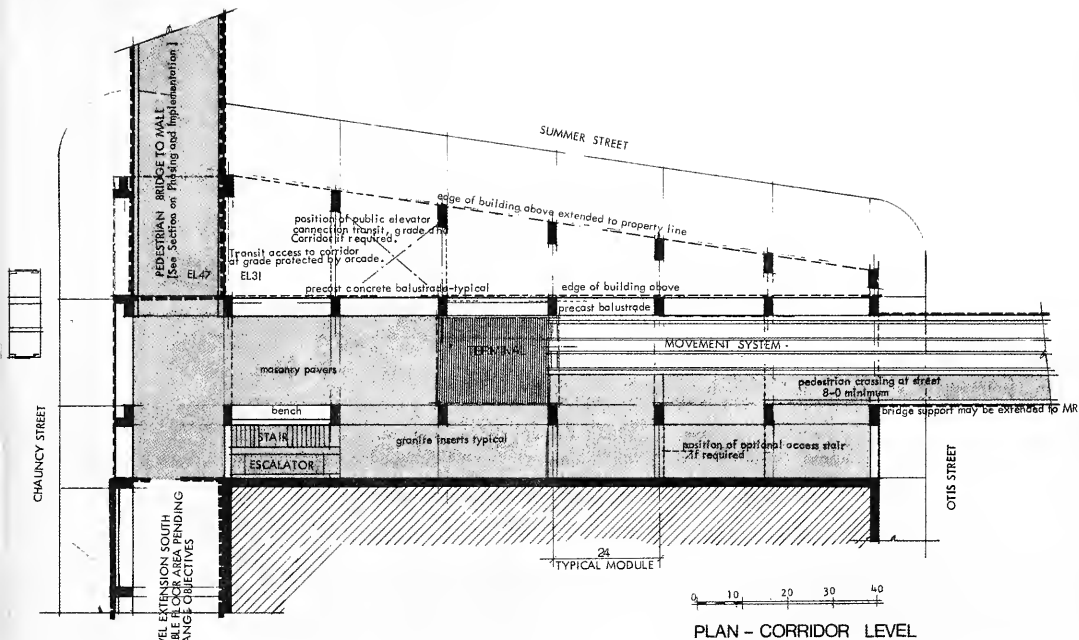 PEDESTRIAN BRIDGE TO MALL
[See Section on Phasing and Implementation]
SUMMER STREET
edge of building above extended to property line
position of public elevator
connection transit, grade and
Corridor if required.
Transit access to corridor
at grade protected by arcade.
EL47
EL31
precast concrete balustrade-typical
edge of building above
precast balustrade
TERMINAL
MOVEMENT SYSTEM
masonry pavers
pedestrian crossing at street
8-0 minimum
bridge support may be extended to MR
bench
STAIR
granite inserts typical
position of optional access stair
if required
ESCALATOR
CHAUNCY STREET
OTIS STREET
VEL EXTENSION SOUTH
BLE FLOOR AREA PENDING
ANGE OBJECTIVES
24
TYPICAL MODULE
0 10 20 30 40
PLAN - CORRIDOR LEVEL